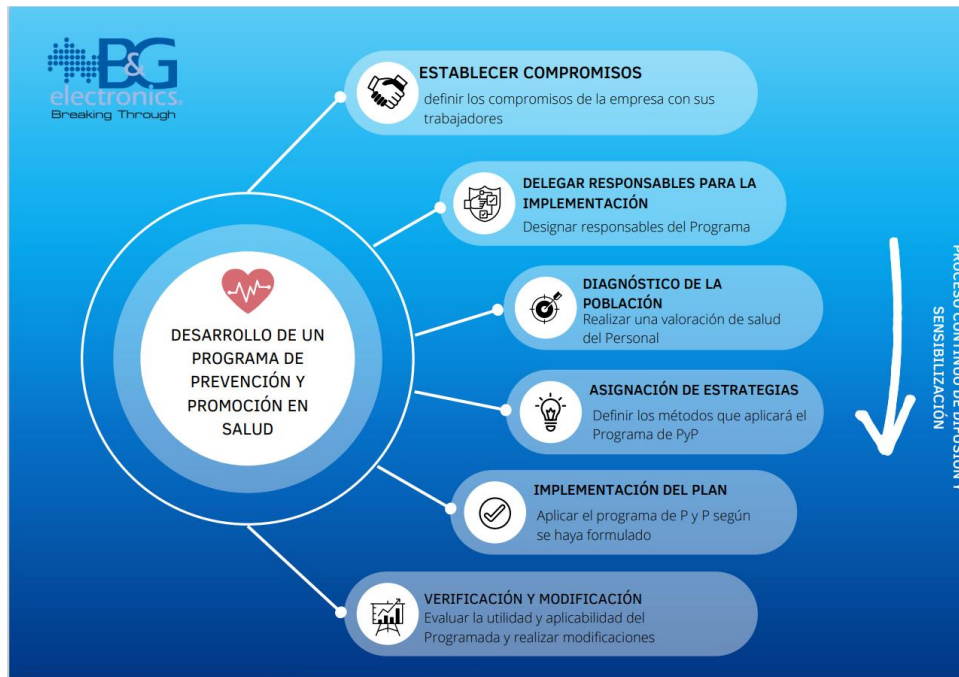 B&G
electronics®
Breaking Through
ESTABLECER COMPROMISOS
definir los compromisos de la empresa con sus
trabajadores
DELEGAR RESPONSABLES PARA LA
IMPLEMENTACIÓN
Designar responsables del Programa
DIAGNÓSTICO DE LA
POBLACIÓN
Realizar una valoración de salud
del Personal
ASIGNACIÓN DE ESTRATEGIAS
Definir los métodos que aplicará el
Programa de PyP
IMPLEMENTACIÓN DEL PLAN
Aplicar el programa de P y P según
se haya formulado
VERIFICACIÓN Y MODIFICACIÓN
Evaluar la utilidad y aplicabilidad del
Programada y realizar modificaciones
DESARROLLO DE UN
PROGRAMA DE
PREVENCIÓN Y
PROMOCIÓN EN
SALUD
PROCESO CONTINUO DE DIFUSIÓN Y
SENSIBILIZACIÓN